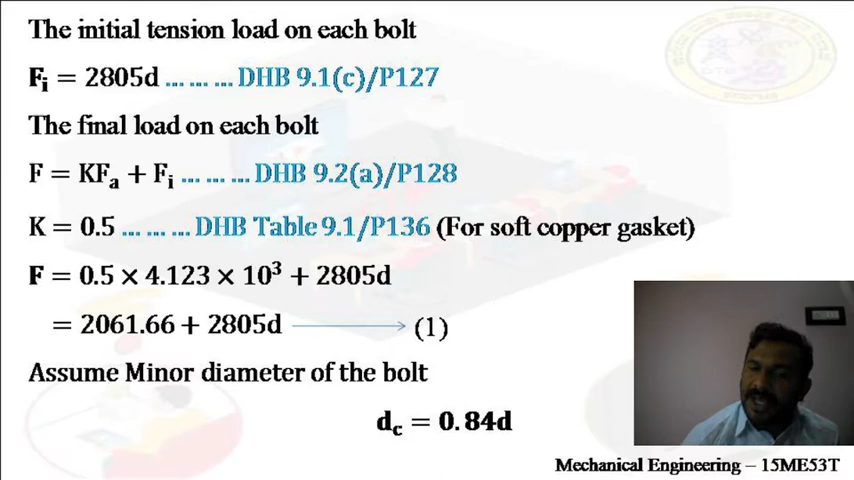 The initial tension load on each bolt
Fᵢ = 2805d ... ... ... DHB 9.1(c)/P127
The final load on each bolt
F = KFₐ + Fᵢ ... ... ... DHB 9.2(a)/P128
K = 0.5 ... ... ... DHB Table 9.1/P136 (For soft copper gasket)
F = 0.5 × 4.123 × 10³ + 2805d
= 2061.66 + 2805d ⟶ (1)
Assume Minor diameter of the bolt
d_c = 0.84d
Mechanical Engineering – 15ME53T